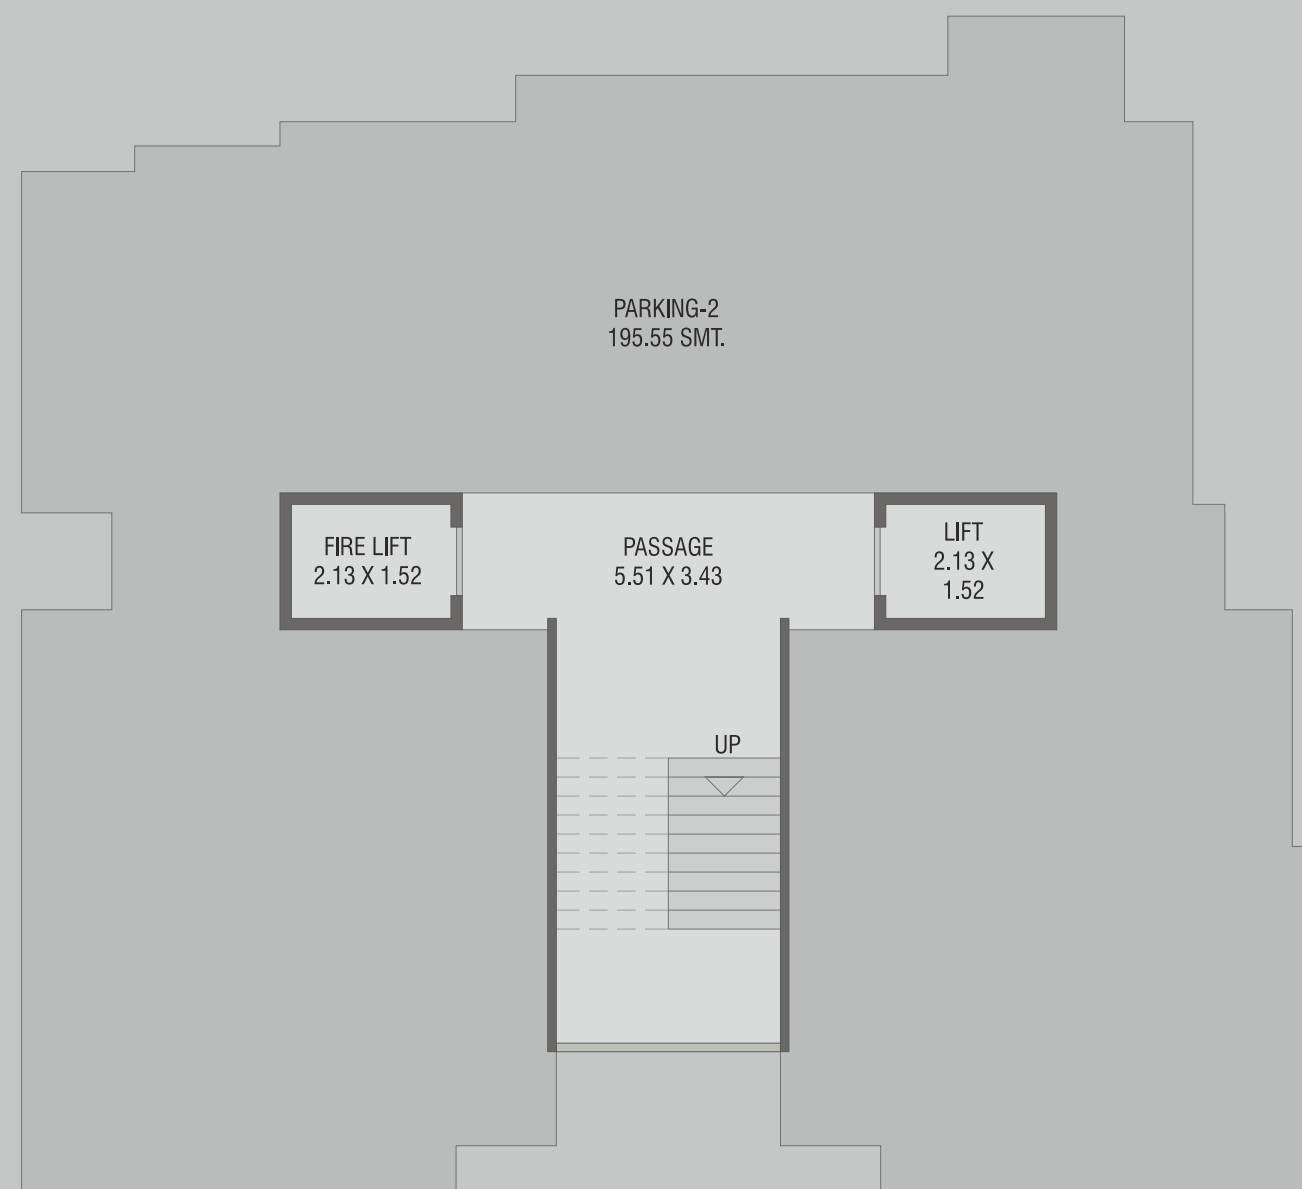 PARKING-2
195.55 SMT.
FIRE LIFT
2.13 X 1.52
PASSAGE
5.51 X 3.43
LIFT
2.13 X
1.52
UP